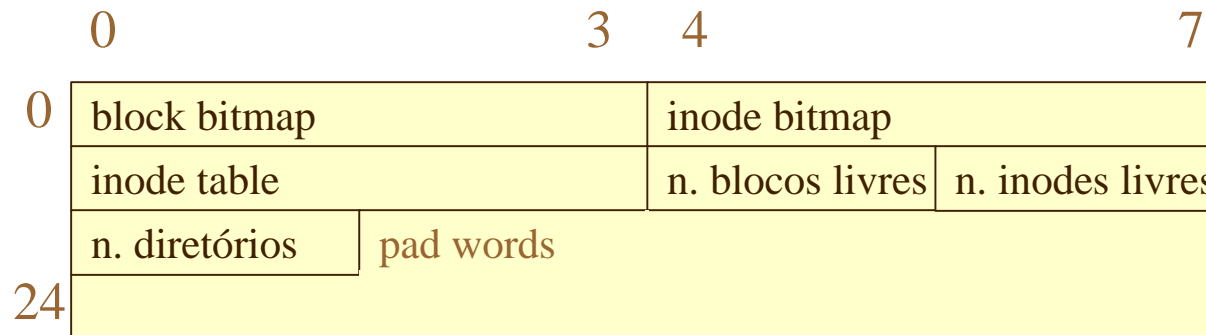 0 3 4 7
0 block bitmap inode bitmap
inode table n. blocos livres n. inodes livres
n. diretórios pad words
24